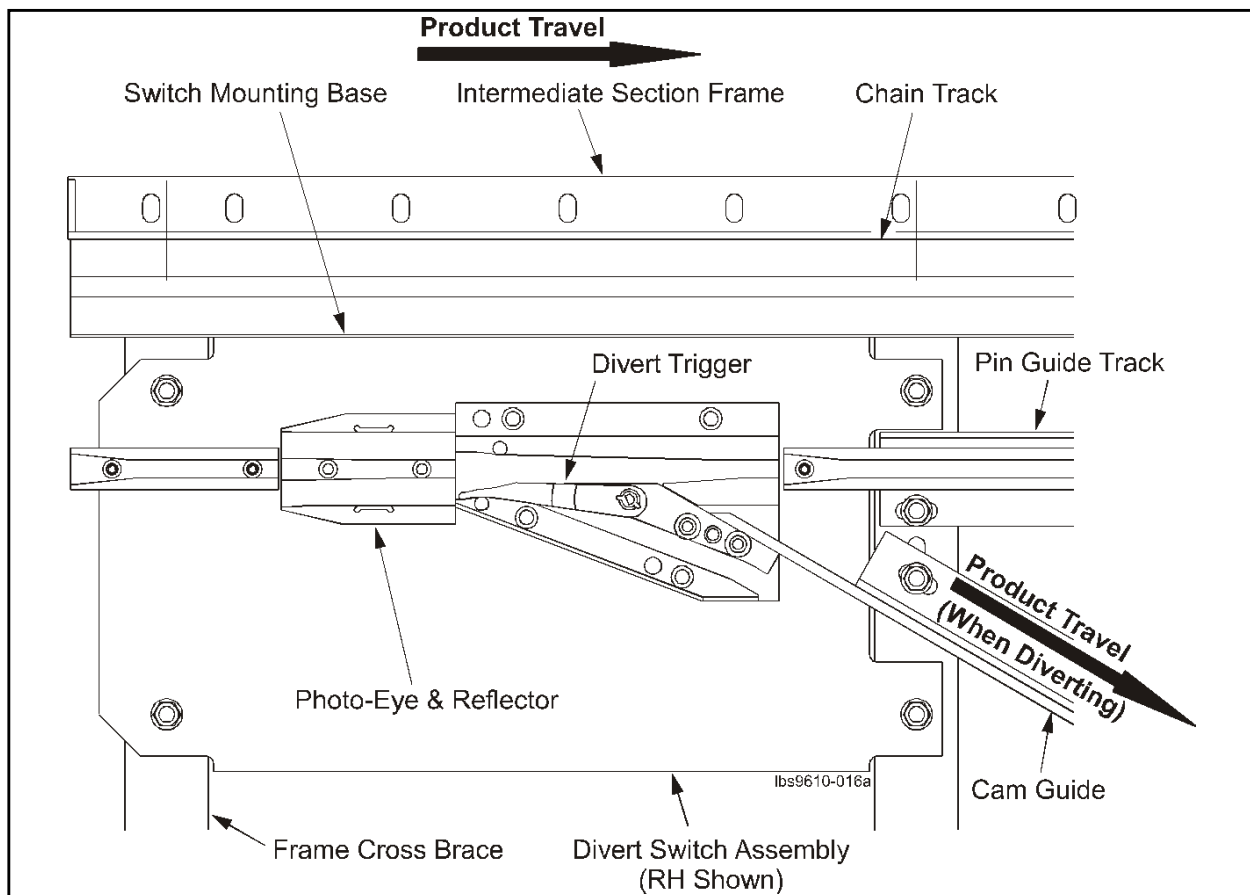 Product Travel
Switch Mounting Base
Intermediate Section Frame
Chain Track
Divert Trigger
Pin Guide Track
Product Travel
(When Diverting)
Photo-Eye & Reflector
lbs9610-016a
Cam Guide
Frame Cross Brace
Divert Switch Assembly
(RH Shown)